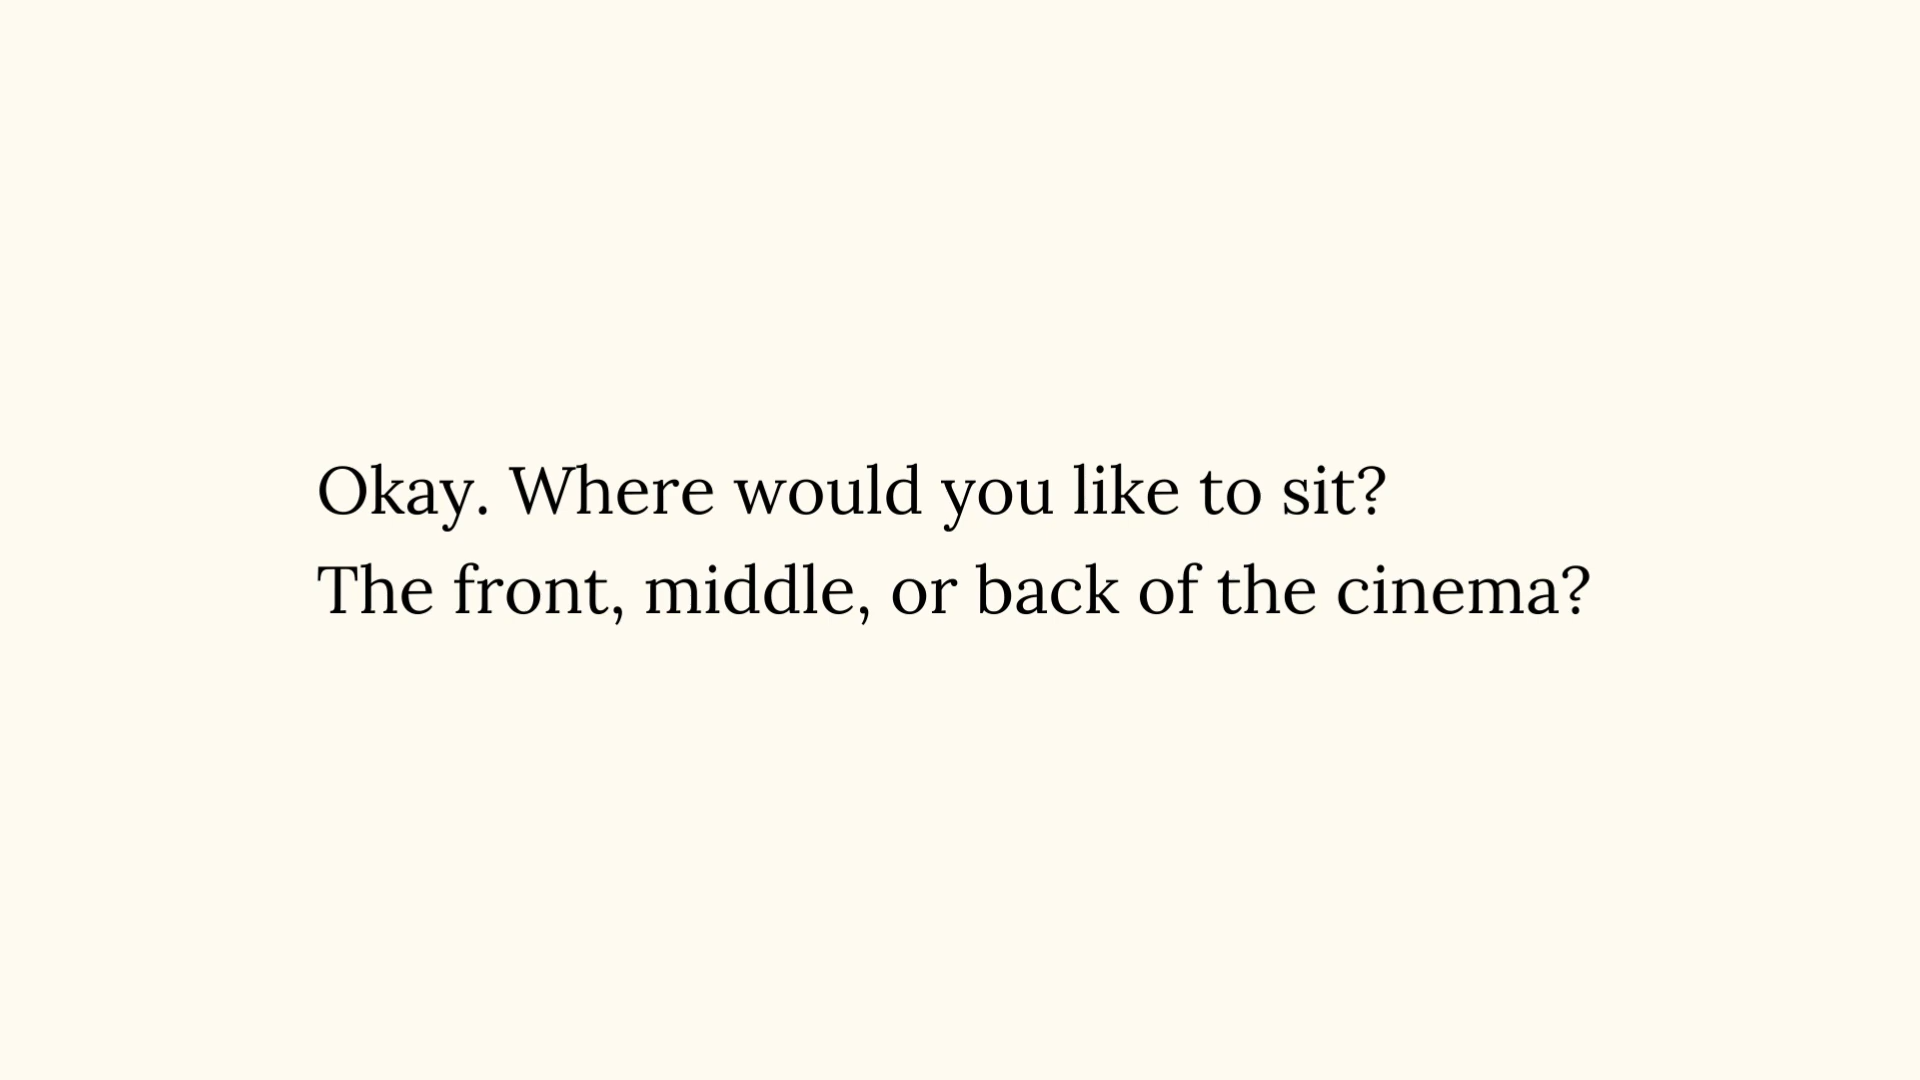 Okay. Where would you like to sit?
The front, middle, or back of the cinema?